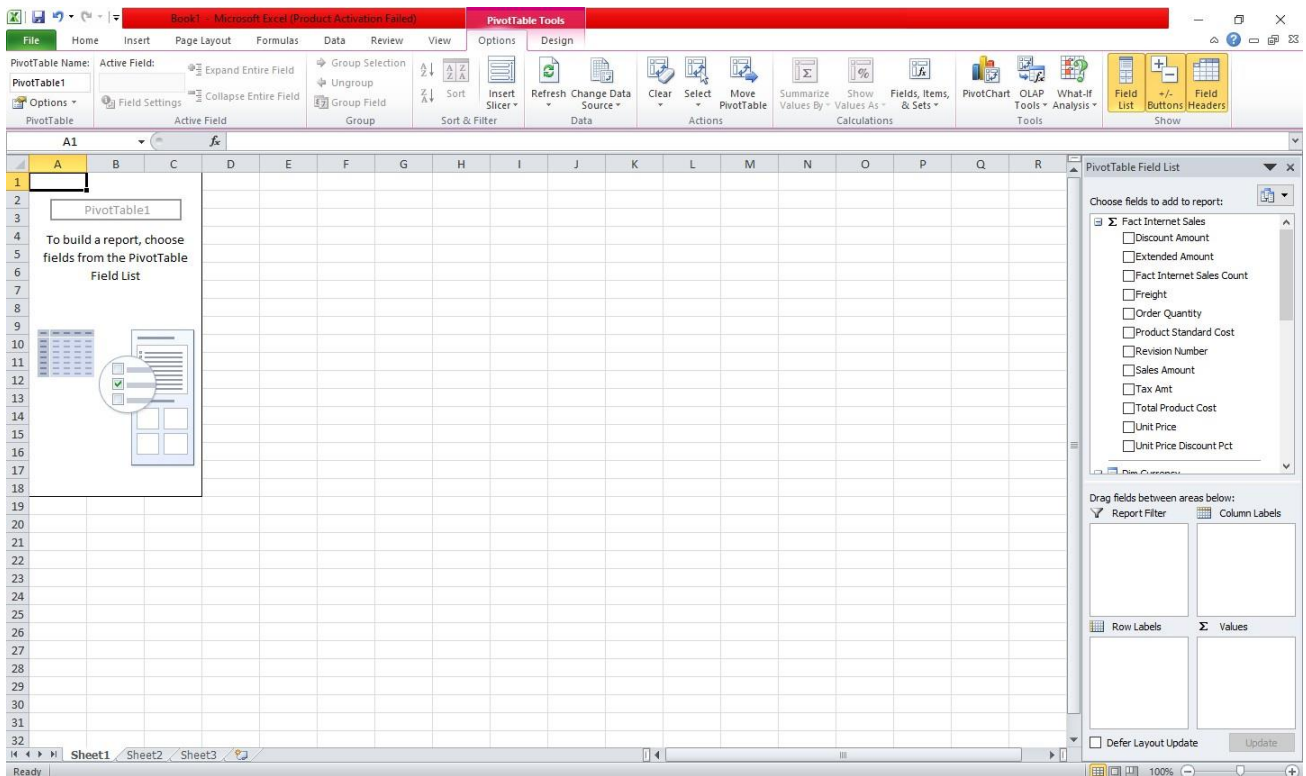 Book1 - Microsoft Excel (Product Activation Failed)
PivotTable Tools
File Home Insert Page Layout Formulas Data Review View Options Design
PivotTable Name: Active Field:
PivotTable1
Options
Field Settings
Expand Entire Field
Collapse Entire Field
Group Selection
Ungroup
Group Field
Sort
Insert Slicer
Refresh
Change Data Source
Clear
Select
Move PivotTable
Summarize Values By
Show Values As
Fields, Items, & Sets
PivotChart
OLAP Tools
What-If Analysis
Field List
+/- Buttons
Field Headers
PivotTable Active Field Group Sort & Filter Data Actions Calculations Tools Show
A1 fx
A B C D E F G H I J K L M N O P Q R
1
2
3
4
5
6
7
8
9
10
11
12
13
14
15
16
17
18
19
20
21
22
23
24
25
26
27
28
29
30
31
32
PivotTable1
To build a report, choose
fields from the PivotTable
Field List
PivotTable Field List
Choose fields to add to report:
Σ Fact Internet Sales
Discount Amount
Extended Amount
Fact Internet Sales Count
Freight
Order Quantity
Product Standard Cost
Revision Number
Sales Amount
Tax Amt
Total Product Cost
Unit Price
Unit Price Discount Pct
Dim Currency
Drag fields between areas below:
Report Filter Column Labels
Row Labels Σ Values
Defer Layout Update Update
Sheet1 Sheet2 Sheet3
Ready 100%